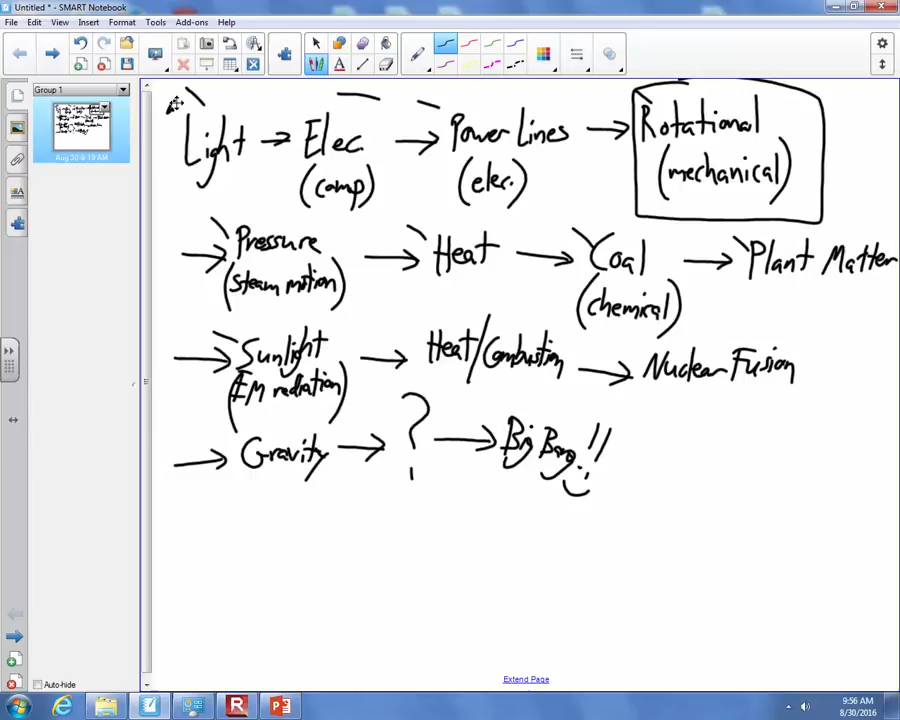 Untitled * - SMART Notebook
File Edit View Insert Format Tools Add-ons Help
Group 1
Aug 30-9:19 AM
Light → Elec. → Power Lines → Rotational
(comp) (elec.) (mechanical)
→ Pressure → Heat → Coal → Plant Matter
(steam motion) (chemical)
→ Sunlight → Heat/Combustion → Nuclear Fusion
(EM radiation)
→ Gravity → ? → Big Bang!!
Extend Page
Auto-hide
9:56 AM
8/30/2016